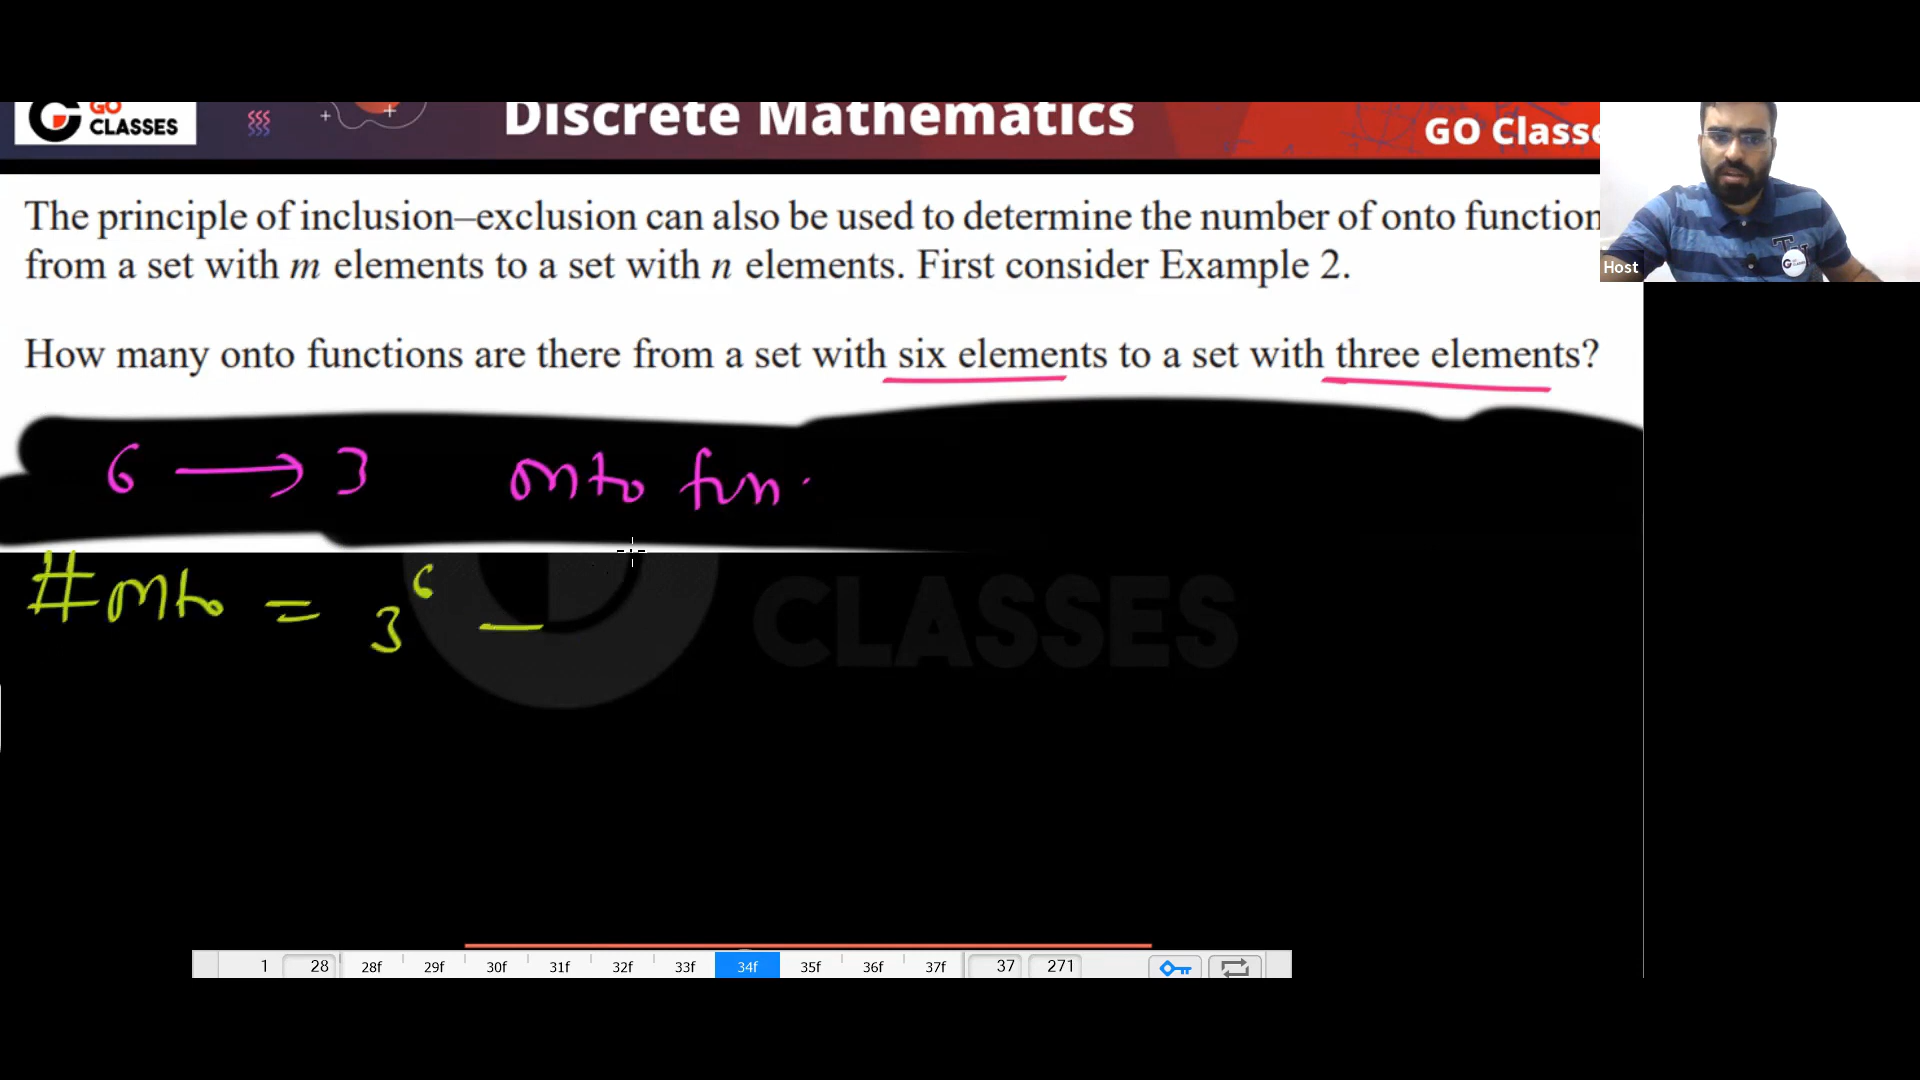 GO
CLASSES
Discrete Mathematics
GO Classe
The principle of inclusion–exclusion can also be used to determine the number of onto function
from a set with m elements to a set with n elements. First consider Example 2.
Host
How many onto functions are there from a set with six elements to a set with three elements?
6 → 3 onto fun.
#onto = 3^6 –
CLASSES
1 28 28f 29f 30f 31f 32f 33f 34f 35f 36f 37f 37 271